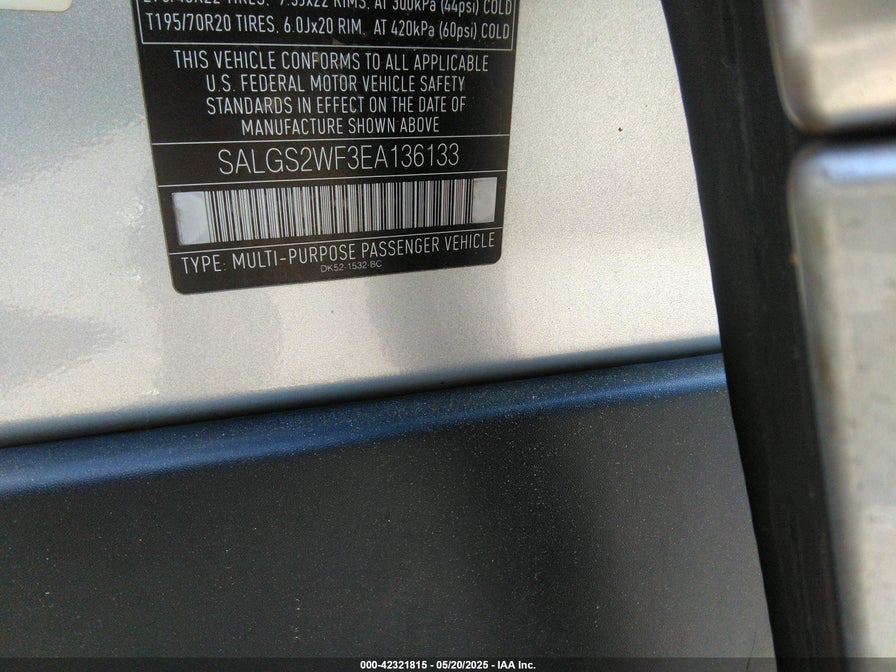 T195/70R20 TIRES, 6.0Jx20 RIM, AT 420kPa (60psi) COLD
THIS VEHICLE CONFORMS TO ALL APPLICABLE
U.S. FEDERAL MOTOR VEHICLE SAFETY
STANDARDS IN EFFECT ON THE DATE OF
MANUFACTURE SHOWN ABOVE
SALGS2WF3EA136133
TYPE: MULTI-PURPOSE PASSENGER VEHICLE
DK52-1532-BC
000-42321815 - 05/20/2025 - IAA Inc.